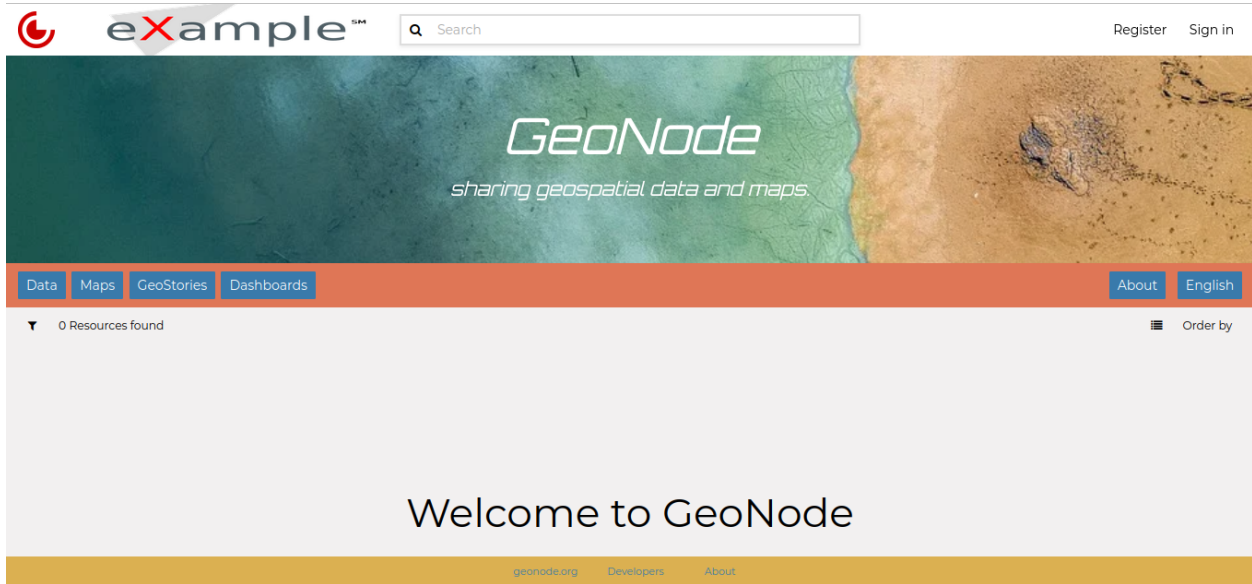 eXample℠ Search Register Sign in
GeoNode
sharing geospatial data and maps.
Data Maps GeoStories Dashboards About English
0 Resources found Order by
Welcome to GeoNode
geonode.org Developers About